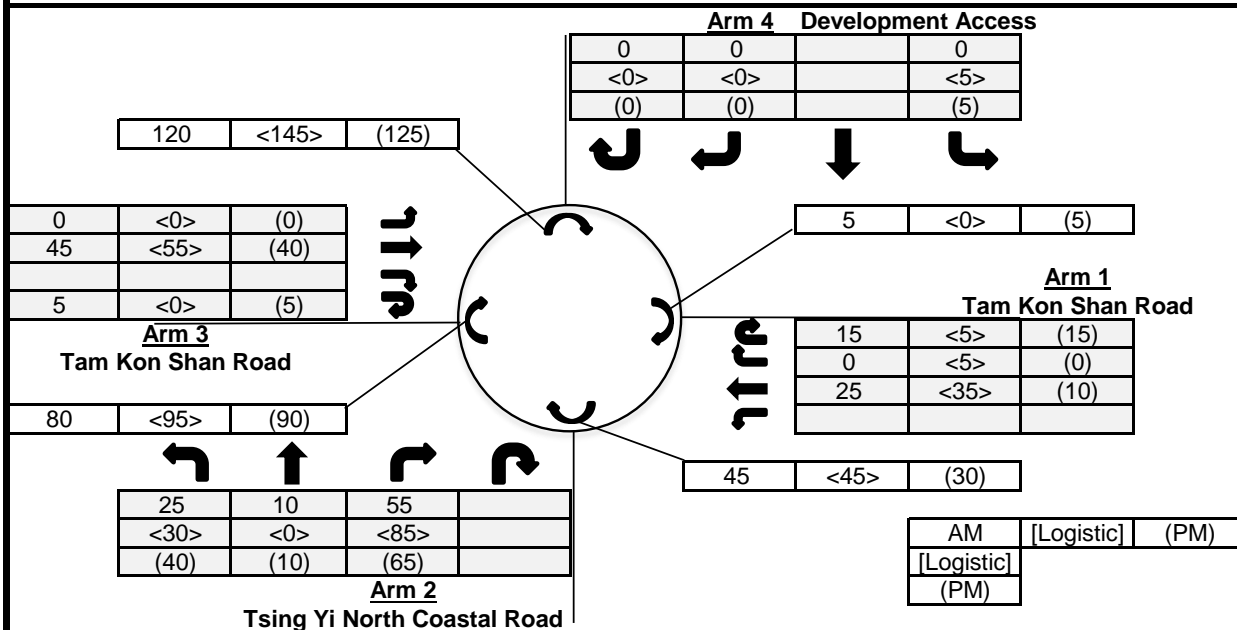 Arm 4 Development Access
0 0 0
<0> <0> <5>
(0) (0) (5)
120 <145> (125)
5 <0> (5)
0 <0> (0)
45 <55> (40)
5 <0> (5)
Arm 3
Tam Kon Shan Road
Arm 1
Tam Kon Shan Road
15 <5> (15)
0 <5> (0)
25 <35> (10)
80 <95> (90)
45 <45> (30)
25 10 55
<30> <0> <85>
(40) (10) (65)
Arm 2
Tsing Yi North Coastal Road
AM [Logistic] (PM)
[Logistic]
(PM)